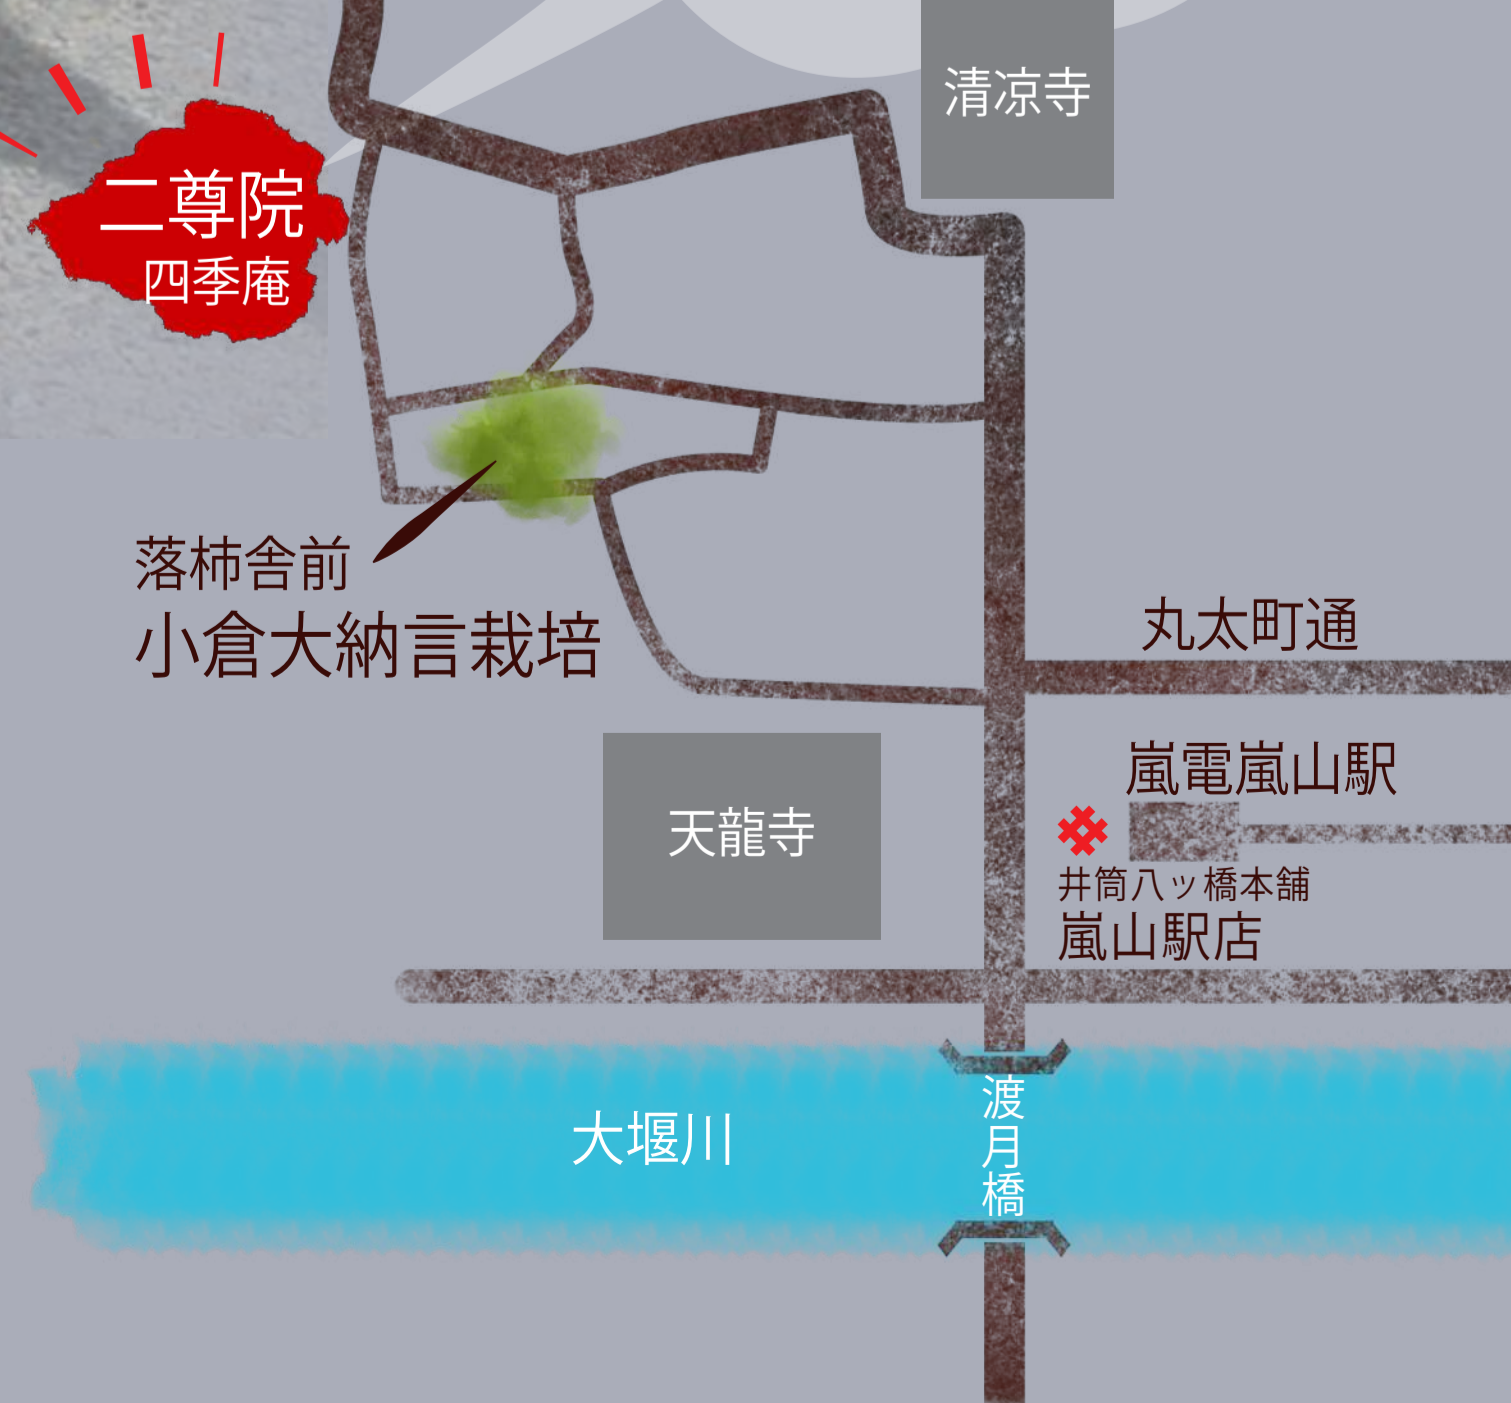 清凉寺
二尊院
四季庵
落柿舎前
小倉大納言栽培
丸太町通
嵐電嵐山駅
天龍寺
井筒八ッ橋本舗
嵐山駅店
大堰川
渡月橋